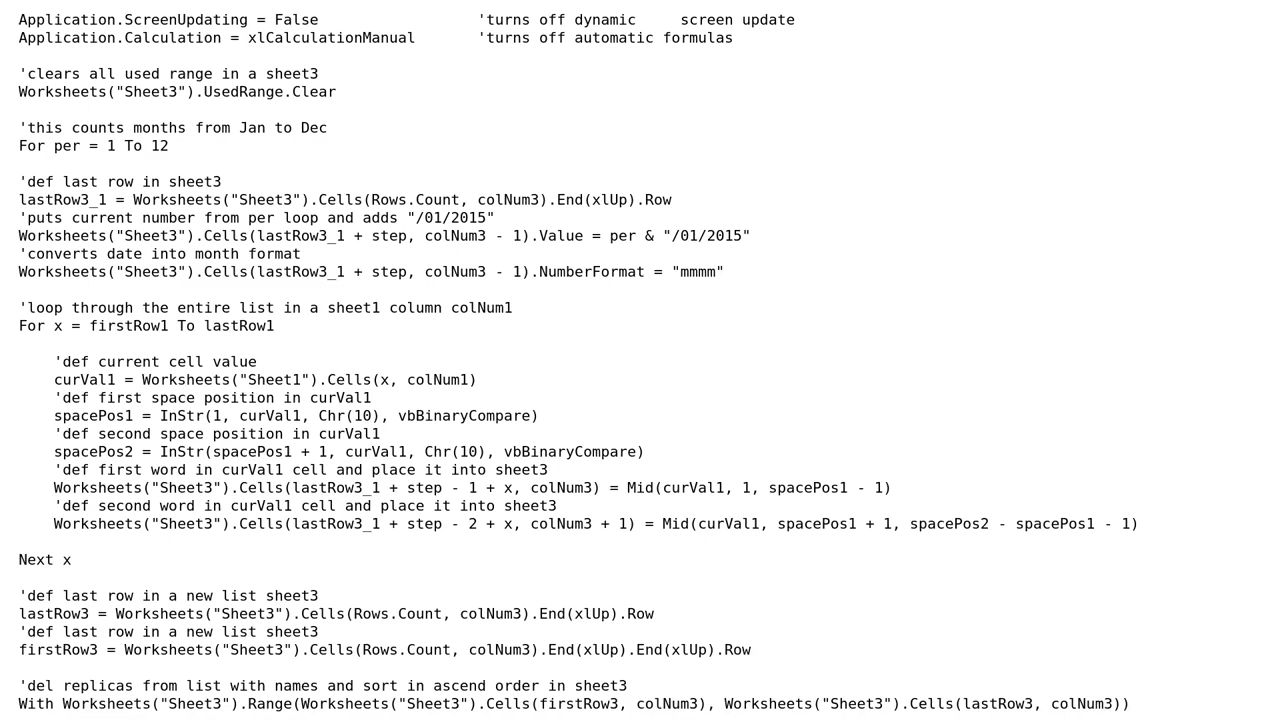 Application.ScreenUpdating = False                  'turns off dynamic     screen update
Application.Calculation = xlCalculationManual       'turns off automatic formulas

'clears all used range in a sheet3
Worksheets("Sheet3").UsedRange.Clear

'this counts months from Jan to Dec
For per = 1 To 12

'def last row in sheet3
lastRow3_1 = Worksheets("Sheet3").Cells(Rows.Count, colNum3).End(xlUp).Row
'puts current number from per loop and adds "/01/2015"
Worksheets("Sheet3").Cells(lastRow3_1 + step, colNum3 - 1).Value = per & "/01/2015"
'converts date into month format
Worksheets("Sheet3").Cells(lastRow3_1 + step, colNum3 - 1).NumberFormat = "mmmm"

'loop through the entire list in a sheet1 column colNum1
For x = firstRow1 To lastRow1

    'def current cell value
    curVal1 = Worksheets("Sheet1").Cells(x, colNum1)
    'def first space position in curVal1
    spacePos1 = InStr(1, curVal1, Chr(10), vbBinaryCompare)
    'def second space position in curVal1
    spacePos2 = InStr(spacePos1 + 1, curVal1, Chr(10), vbBinaryCompare)
    'def first word in curVal1 cell and place it into sheet3
    Worksheets("Sheet3").Cells(lastRow3_1 + step - 1 + x, colNum3) = Mid(curVal1, 1, spacePos1 - 1)
    'def second word in curVal1 cell and place it into sheet3
    Worksheets("Sheet3").Cells(lastRow3_1 + step - 2 + x, colNum3 + 1) = Mid(curVal1, spacePos1 + 1, spacePos2 - spacePos1 - 1)

Next x

'def last row in a new list sheet3
lastRow3 = Worksheets("Sheet3").Cells(Rows.Count, colNum3).End(xlUp).Row
'def last row in a new list sheet3
firstRow3 = Worksheets("Sheet3").Cells(Rows.Count, colNum3).End(xlUp).End(xlUp).Row

'del replicas from list with names and sort in ascend order in sheet3
With Worksheets("Sheet3").Range(Worksheets("Sheet3").Cells(firstRow3, colNum3), Worksheets("Sheet3").Cells(lastRow3, colNum3))